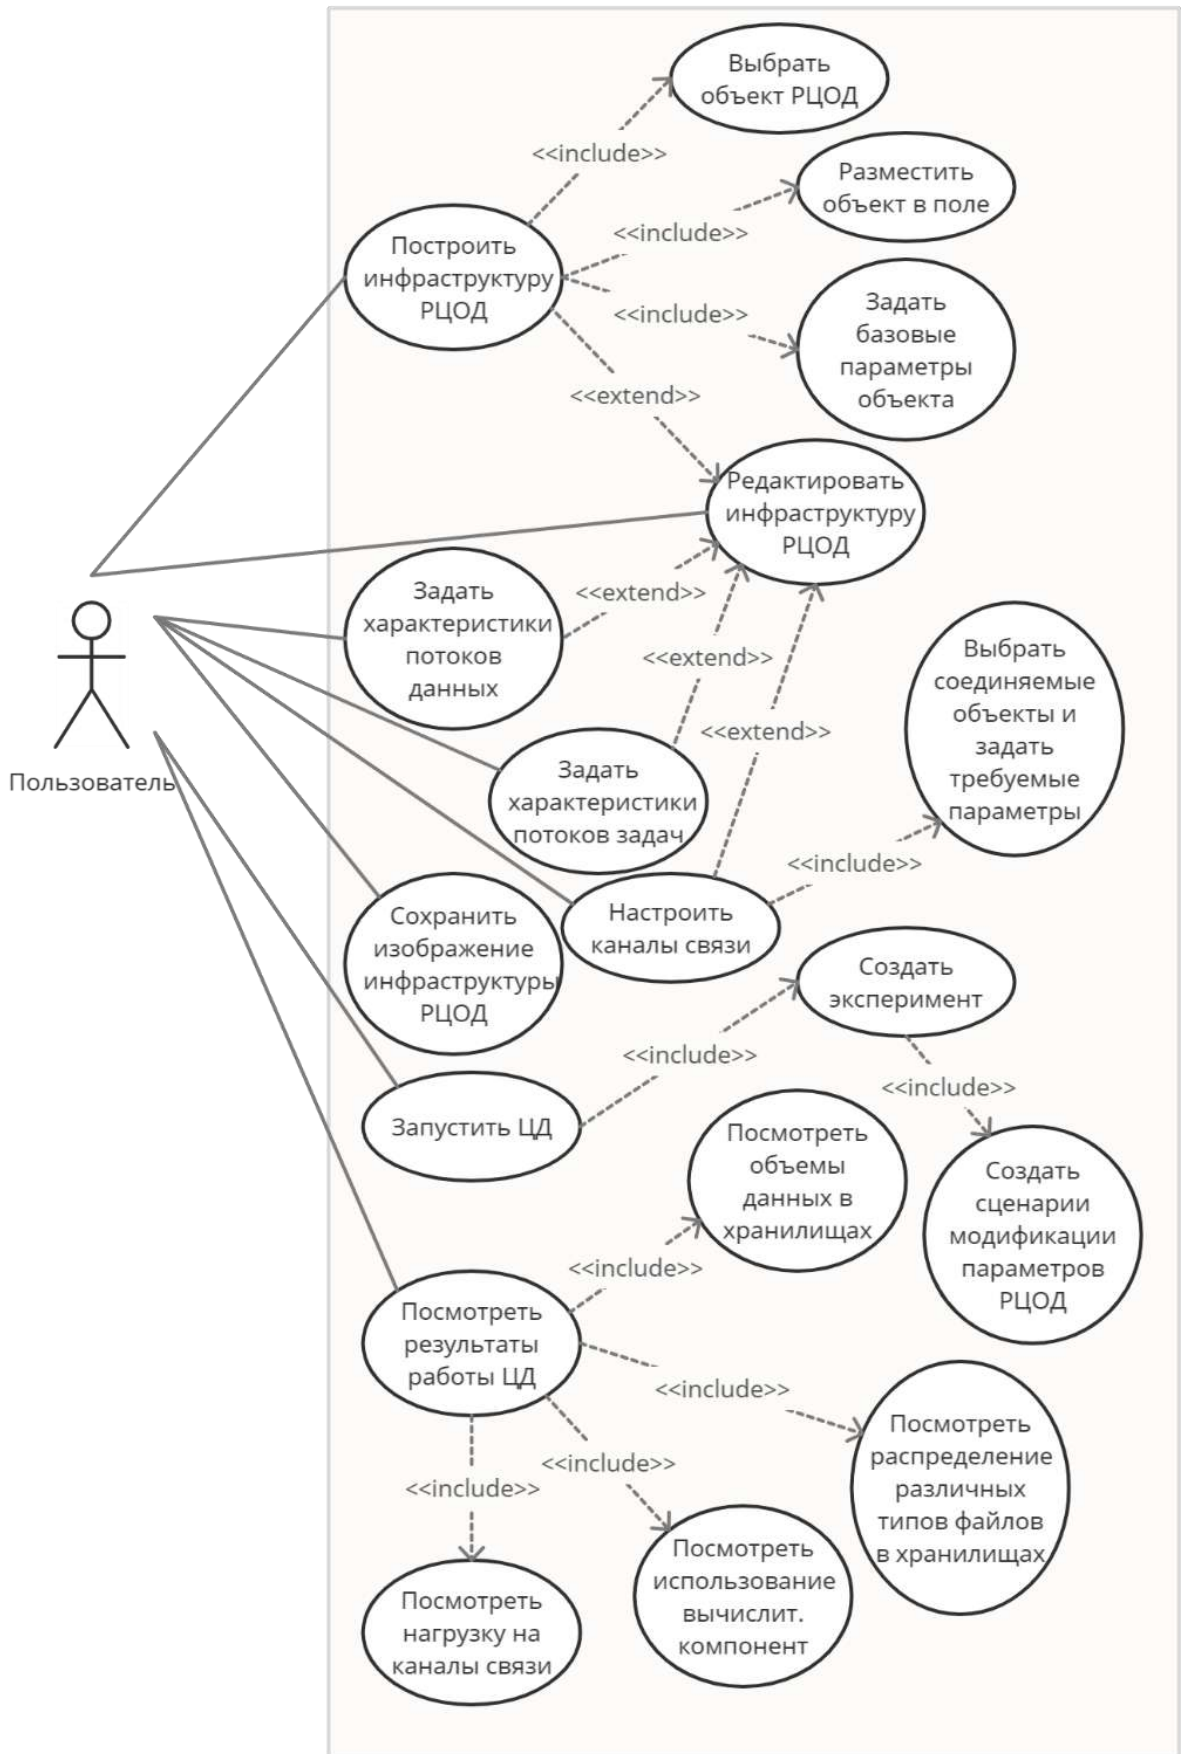 Выбрать
объект РЦОД
<<include>>
Разместить
объект в поле
<<include>>
Построить
инфраструктуру
РЦОД
<<include>>
Задать
базовые
параметры
объекта
<<extend>>
Редактировать
инфраструктуру
РЦОД
Задать
характеристики
потоков
данных
<<extend>>
<<extend>>
Выбрать
соединяемые
объекты и
задать
требуемые
параметры
<<extend>>
Пользователь
Задать
характеристики
потоков задач
<<include>>
Сохранить
изображение
инфраструктуры
РЦОД
Настроить
каналы связи
Создать
эксперимент
<<include>>
<<include>>
Запустить ЦД
Посмотреть
объемы
данных в
хранилищах
Создать
сценарии
модификации
параметров
РЦОД
<<include>>
Посмотреть
результаты
работы ЦД
<<include>>
Посмотреть
распределение
различных
типов файлов
в хранилищах
<<include>>
<<include>>
Посмотреть
использование
вычислит.
компонент
Посмотреть
нагрузку на
каналы связи